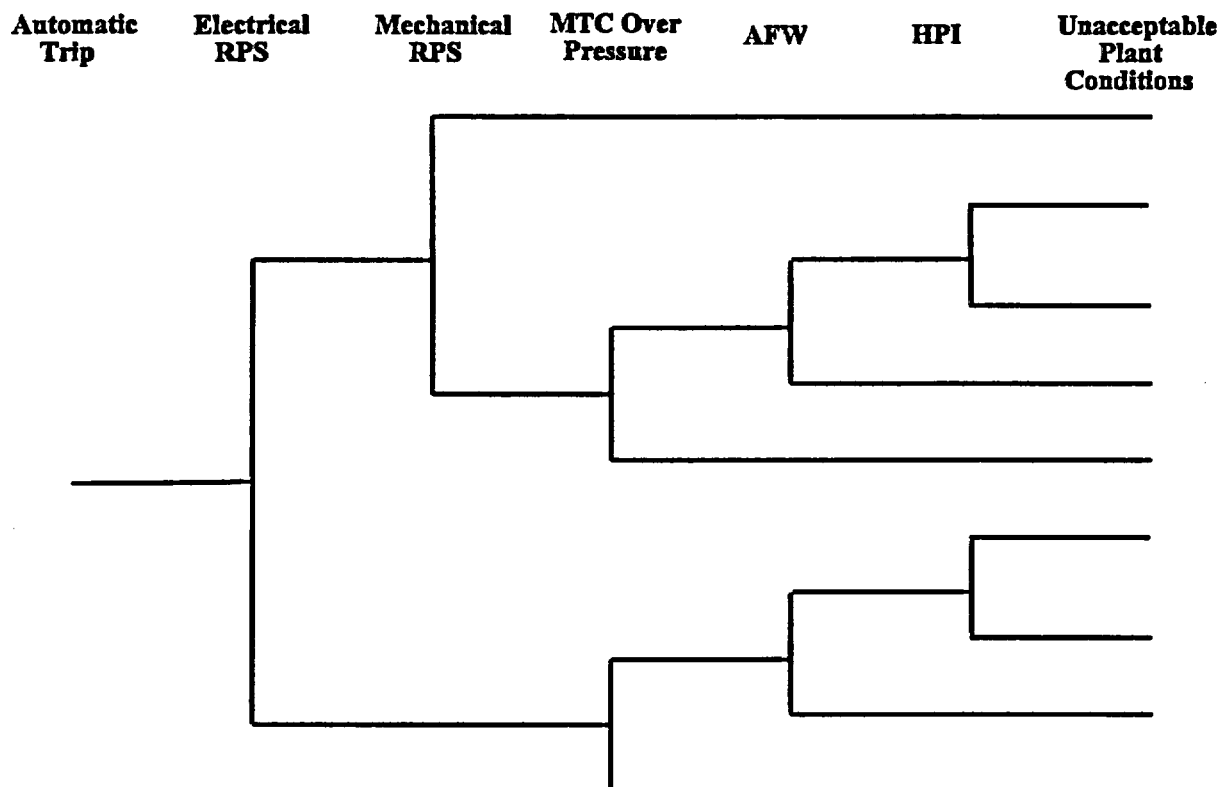 Automatic
Trip
Electrical
RPS
Mechanical
RPS
MTC Over
Pressure
AFW
HPI
Unacceptable
Plant
Conditions